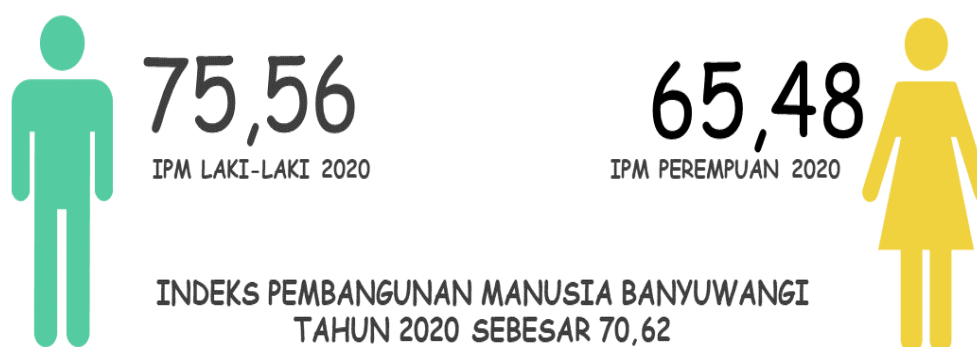 75,56
IPM LAKI-LAKI 2020
65,48
IPM PEREMPUAN 2020
INDEKS PEMBANGUNAN MANUSIA BANYUWANGI
TAHUN 2020 SEBESAR 70,62